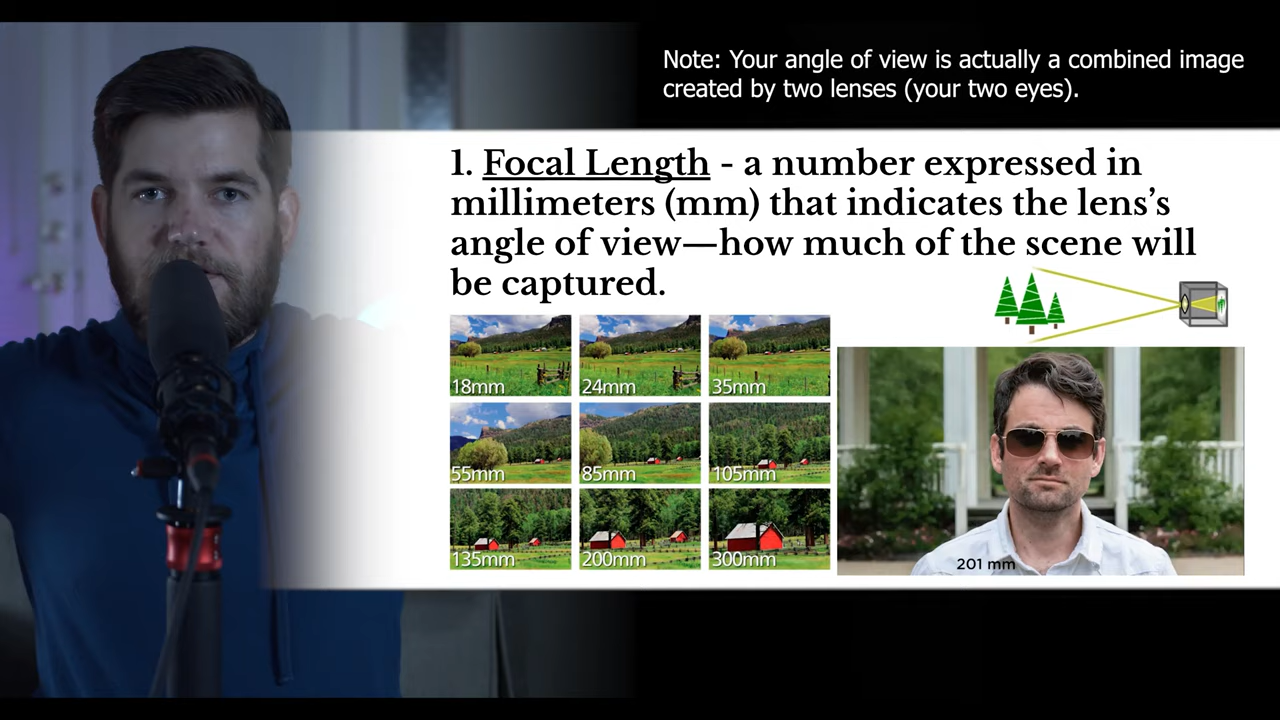 Note: Your angle of view is actually a combined image
created by two lenses (your two eyes).
1. Focal Length - a number expressed in
millimeters (mm) that indicates the lens’s
angle of view—how much of the scene will
be captured.
18mm
24mm
35mm
55mm
85mm
105mm
135mm
200mm
300mm
201 mm